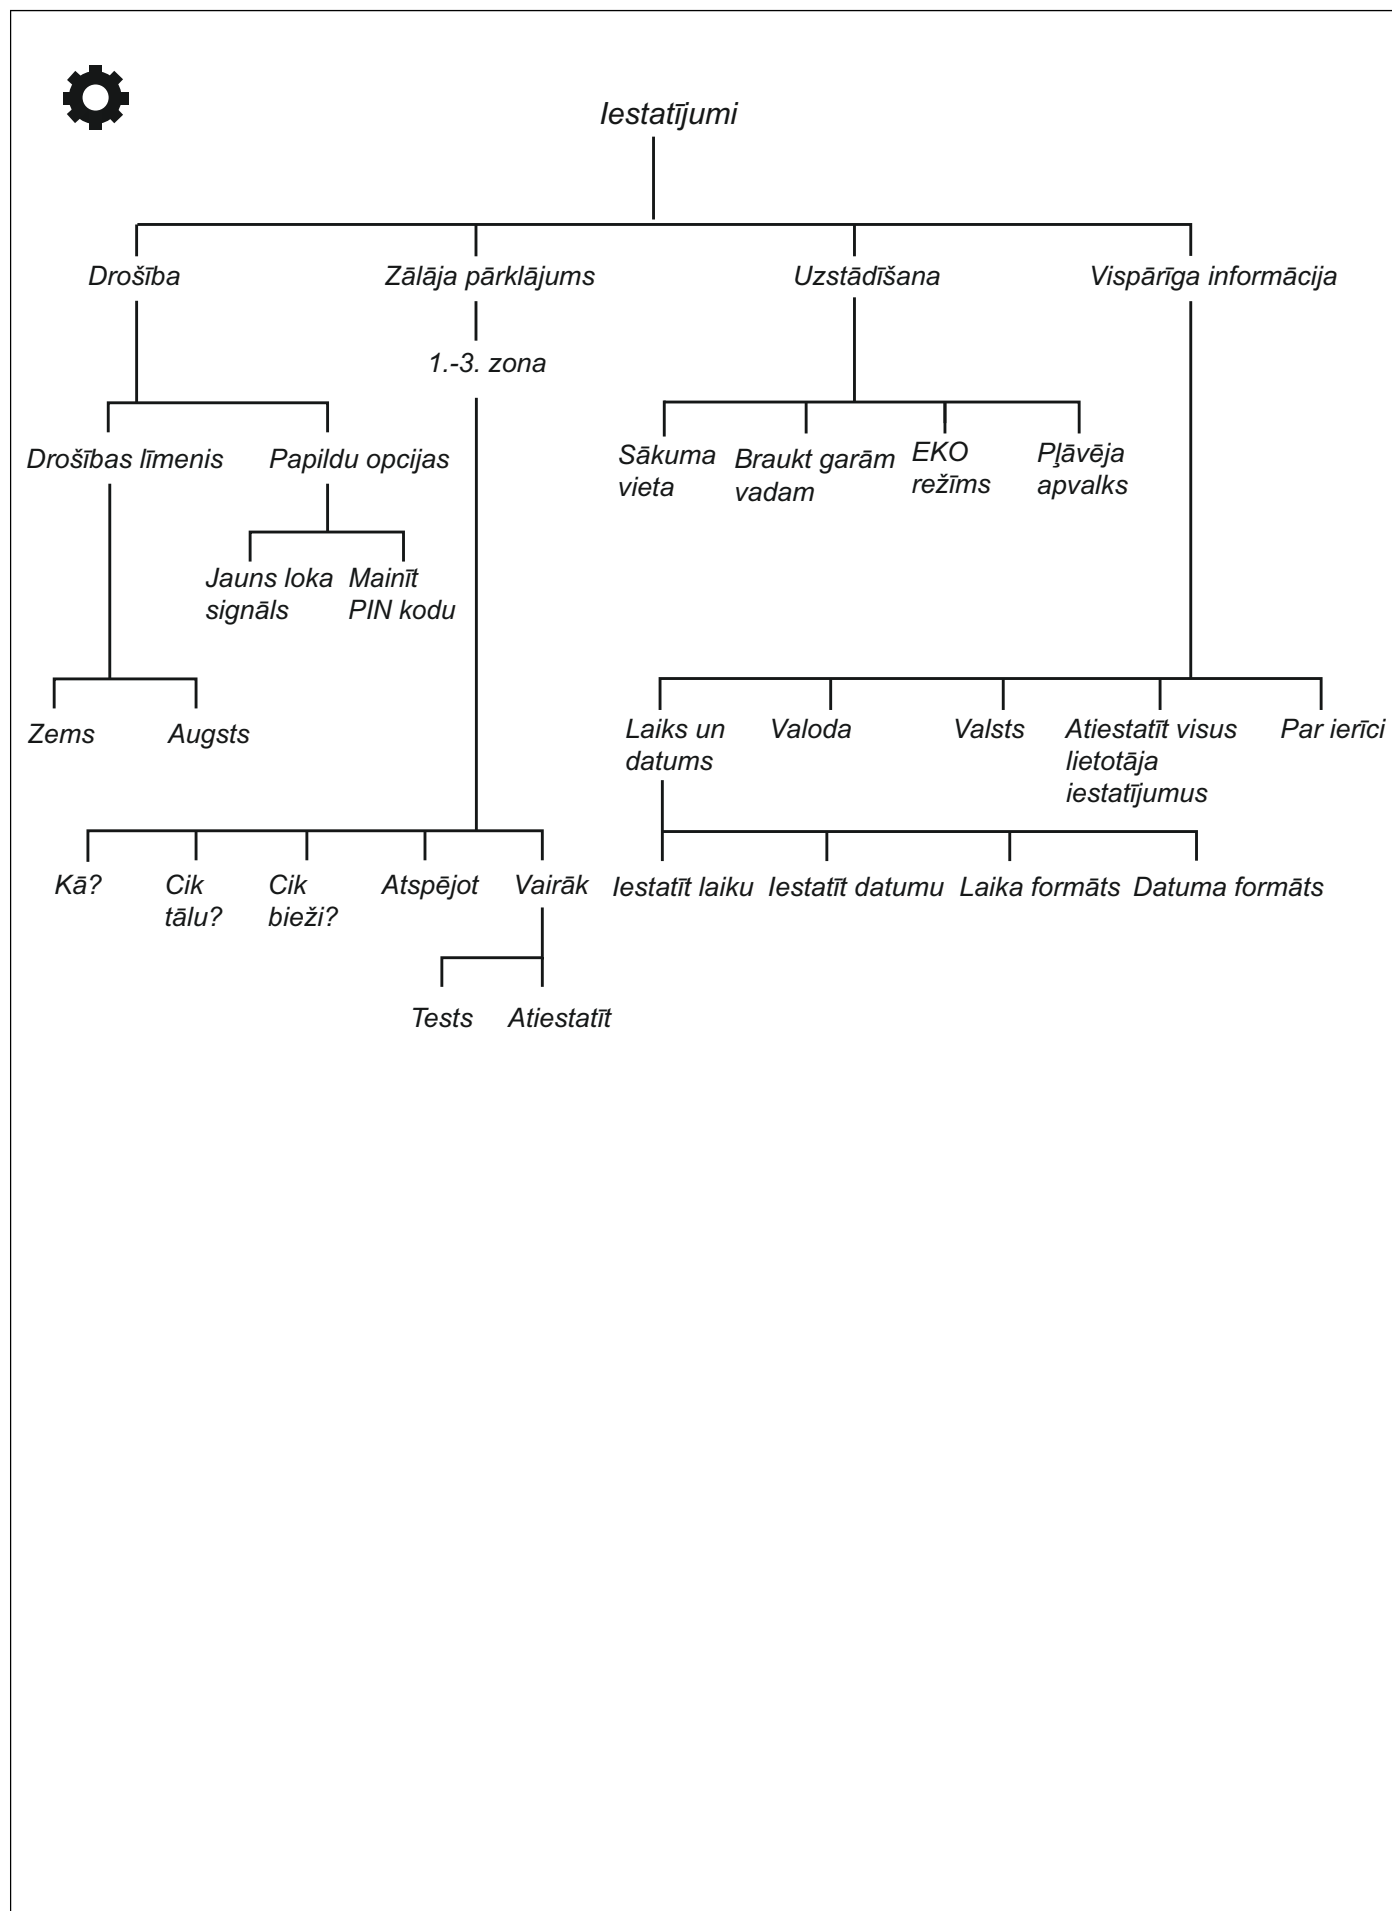 Iestatījumi
Drošība
Zālāja pārklājums
Uzstādīšana
Vispārīga informācija
1.-3. zona
Drošības līmenis
Papildu opcijas
Sākuma
vieta
Braukt garām
vadam
EKO
režīms
Pļāvēja
apvalks
Jauns loka
signāls
Mainīt
PIN kodu
Zems
Augsts
Laiks un
datums
Valoda
Valsts
Atiestatīt visus
lietotāja
iestatījumus
Par ierīci
Kā?
Cik
tālu?
Cik
bieži?
Atspējot
Vairāk
Iestatīt laiku
Iestatīt datumu
Laika formāts
Datuma formāts
Tests
Atiestatīt